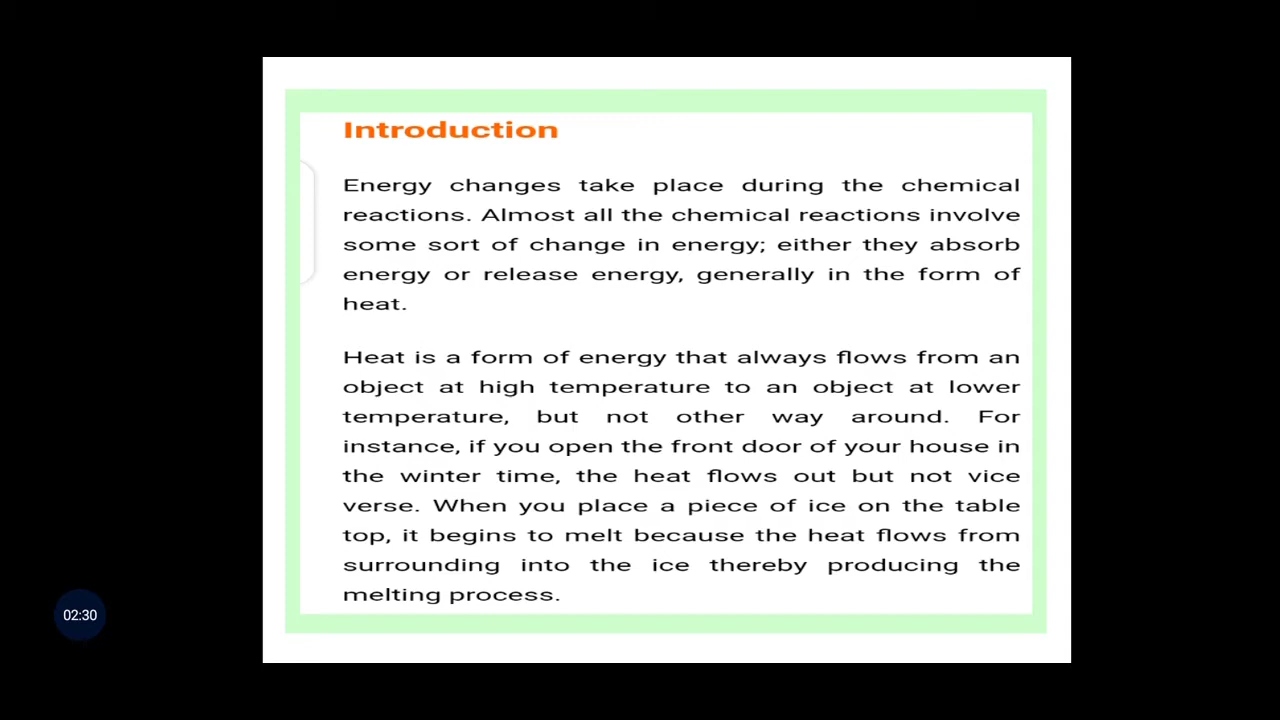 Introduction
Energy changes take place during the chemical
reactions. Almost all the chemical reactions involve
some sort of change in energy; either they absorb
energy or release energy, generally in the form of
heat.
Heat is a form of energy that always flows from an
object at high temperature to an object at lower
temperature, but not other way around. For
instance, if you open the front door of your house in
the winter time, the heat flows out but not vice
verse. When you place a piece of ice on the table
top, it begins to melt because the heat flows from
surrounding into the ice thereby producing the
melting process.
02:30